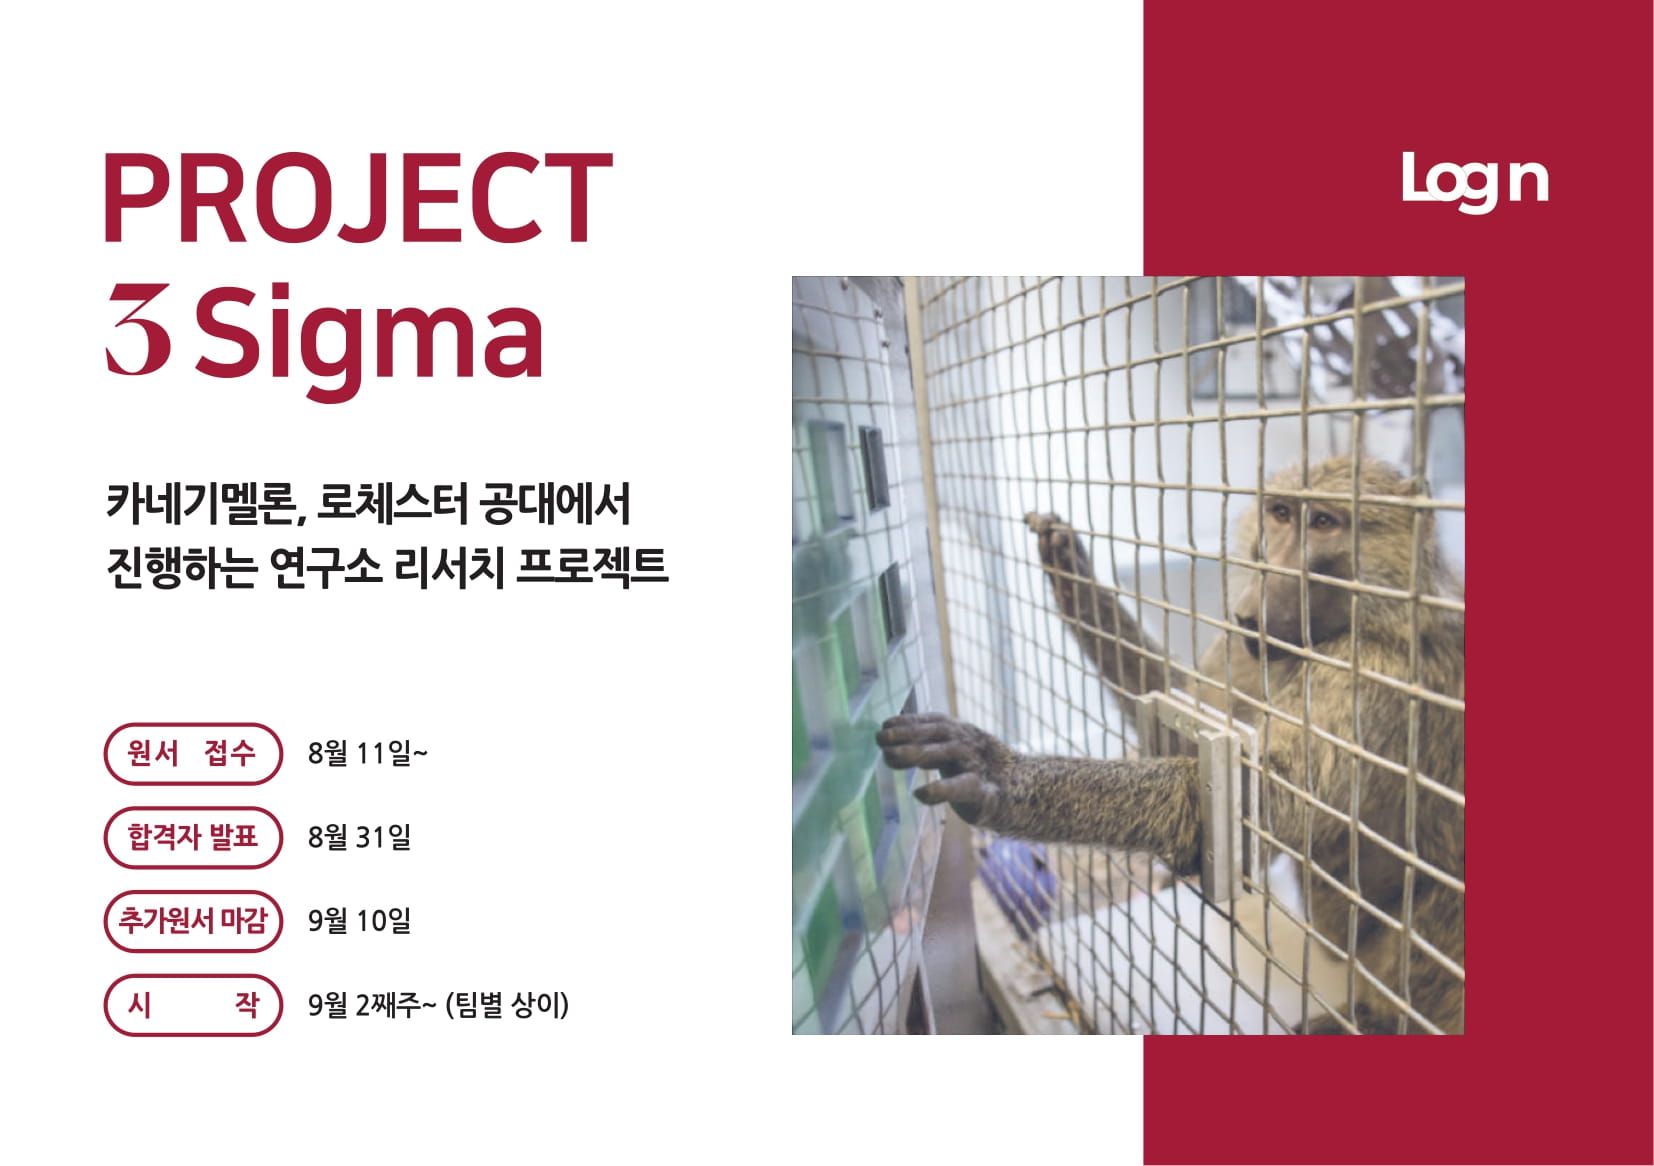 PROJECT
3 Sigma
Logn
카네기멜론, 로체스터 공대에서
진행하는 연구소 리서치 프로젝트
원서 접수 8월 11일~
합격자 발표 8월 31일
추가원서 마감 9월 10일
시 작 9월 2째주~ (팀별 상이)